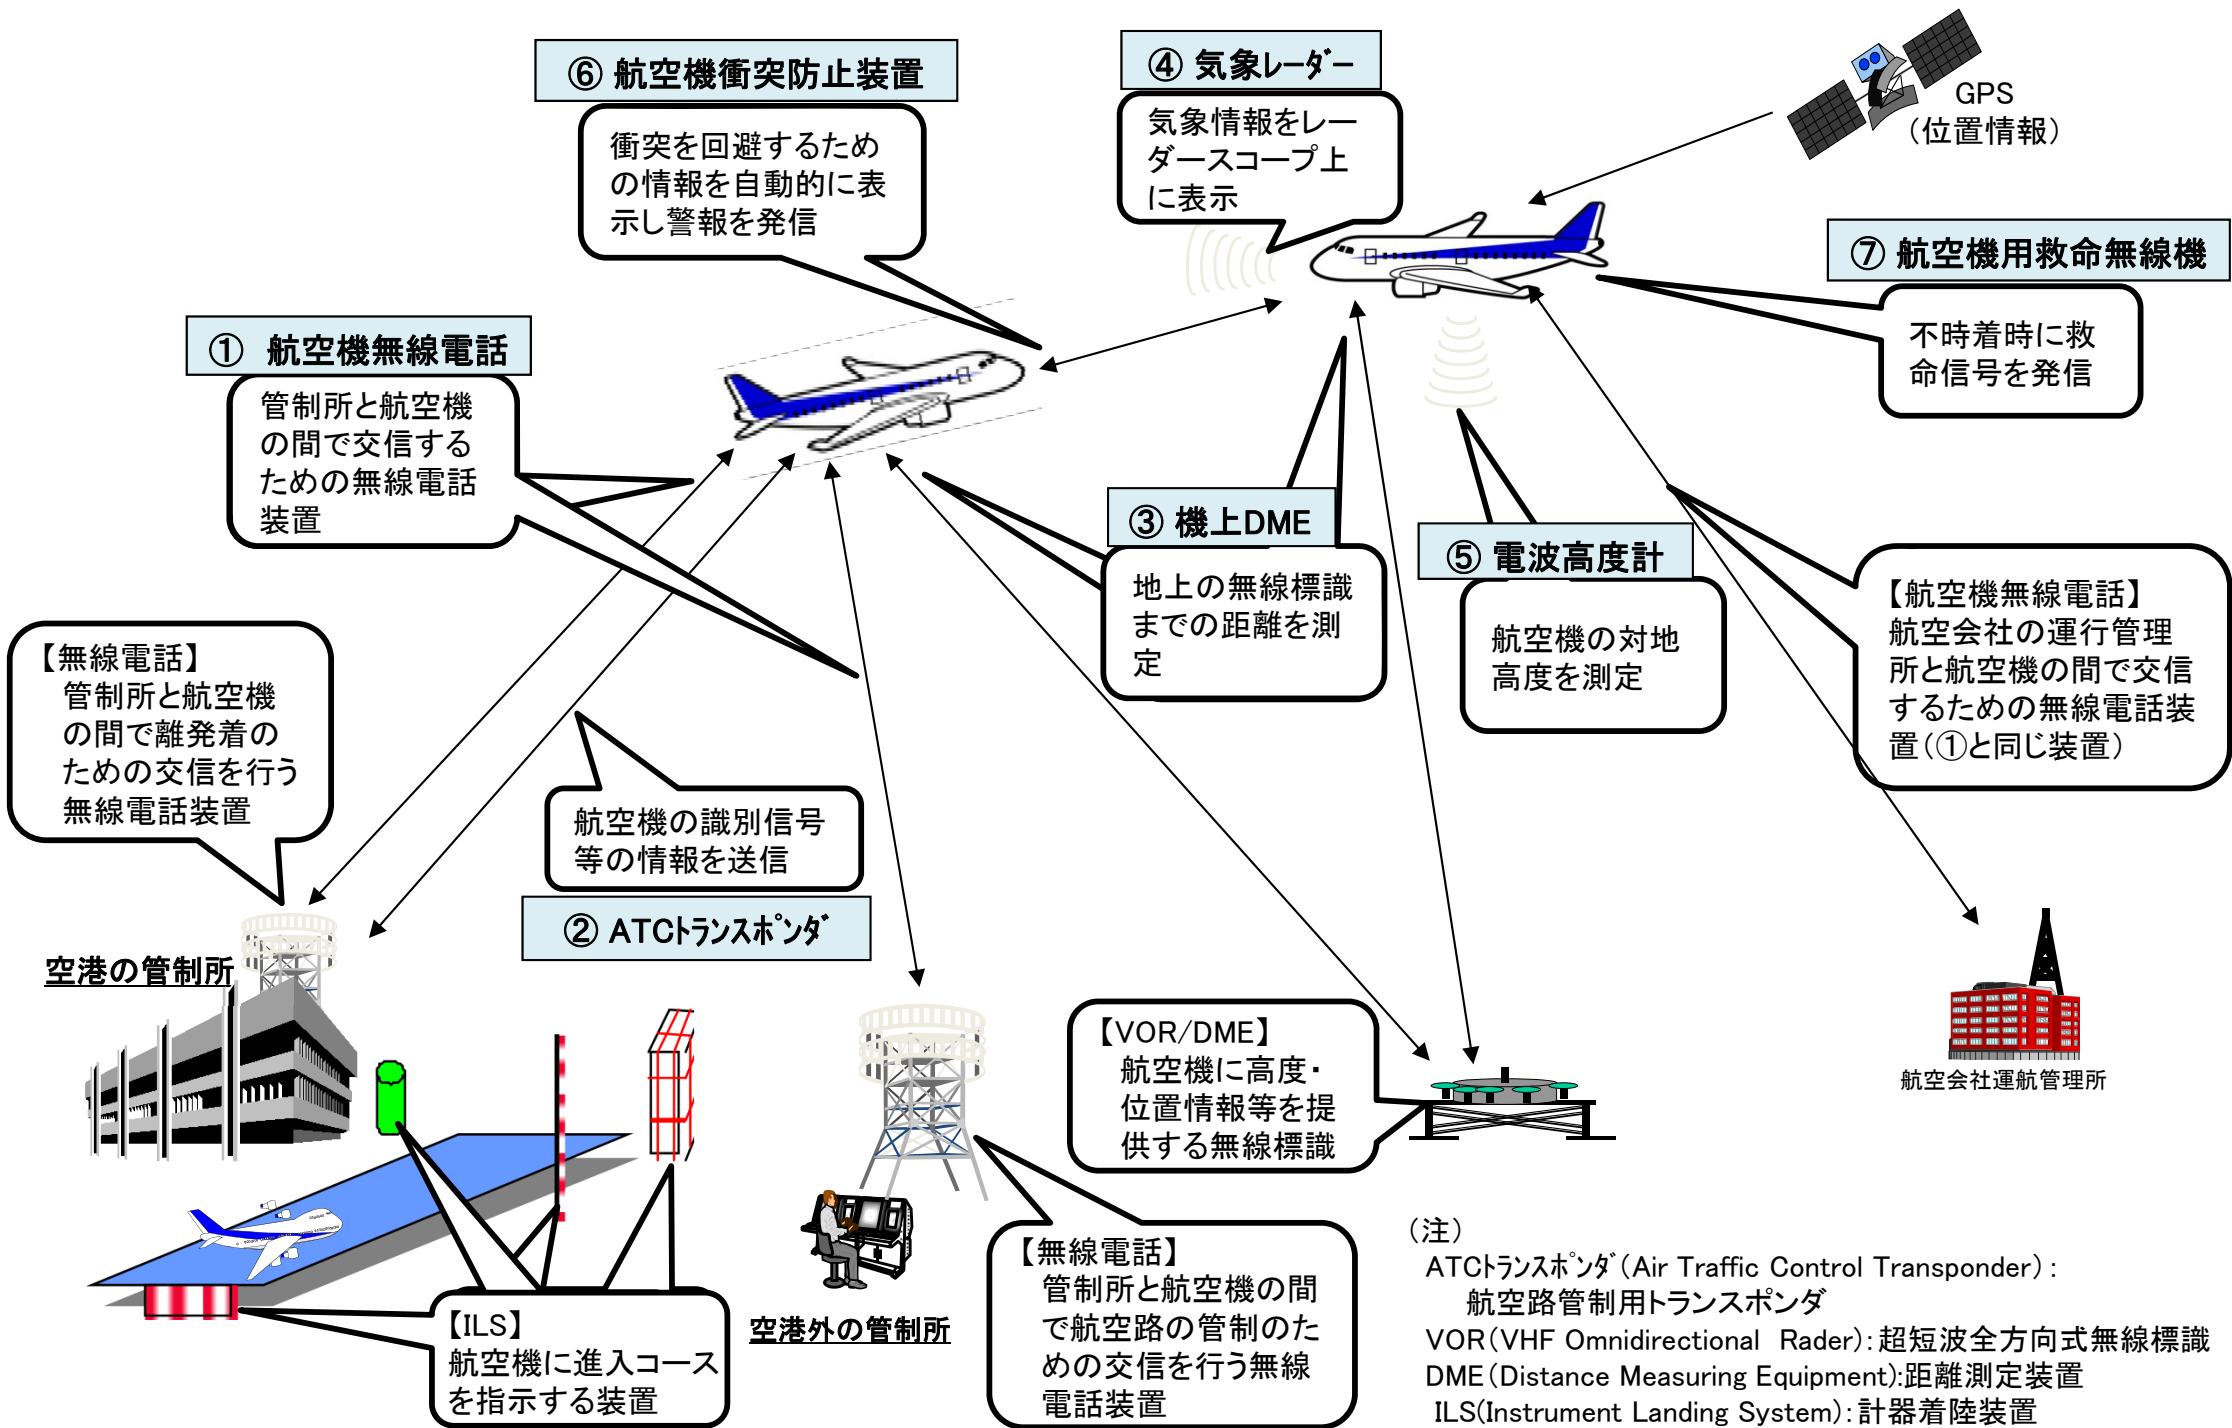 ⑥ 航空機衝突防止装置
衝突を回避するため
の情報を自動的に表
示し警報を発信
④ 気象ﾚｰﾀﾞｰ
気象情報をレー
ダースコープ上
に表示
GPS
（位置情報）
⑦ 航空機用救命無線機
不時着時に救
命信号を発信
① 航空機無線電話
管制所と航空機
の間で交信する
ための無線電話
装置
③ 機上DME
地上の無線標識
までの距離を測
定
⑤ 電波高度計
航空機の対地
高度を測定
【航空機無線電話】
航空会社の運行管理
所と航空機の間で交信
するための無線電話装
置（①と同じ装置）
【無線電話】
管制所と航空機
の間で離発着の
ための交信を行う
無線電話装置
航空機の識別信号
等の情報を送信
② ATCﾄﾗﾝｽﾎﾟﾝﾀﾞ
空港の管制所
【VOR/DME】
航空機に高度・
位置情報等を提
供する無線標識
航空会社運航管理所
【ILS】
航空機に進入コース
を指示する装置
空港外の管制所
【無線電話】
管制所と航空機の間
で航空路の管制のた
めの交信を行う無線
電話装置
（注）
ATCﾄﾗﾝｽﾎﾟﾝﾀﾞ（Air Traffic Control Transponder）：
航空路管制用トランスポンダ
VOR（VHF Omnidirectional Rader）：超短波全方向式無線標識
DME（Distance Measuring Equipment）:距離測定装置
ILS(Instrument Landing System）：計器着陸装置